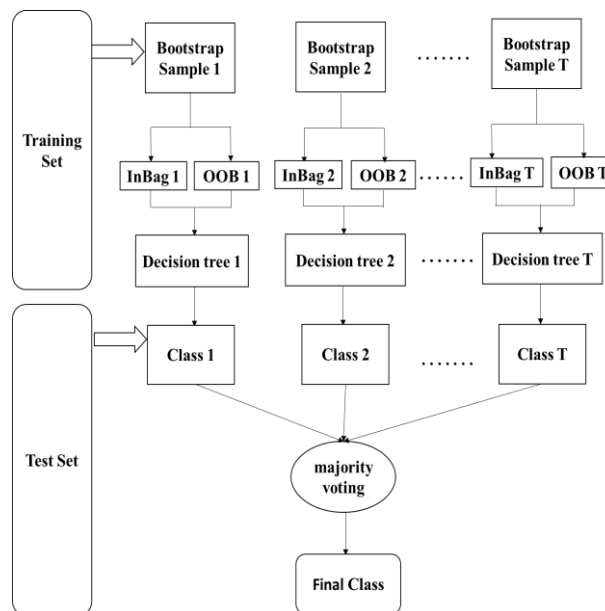 Training
Set
Bootstrap
Sample 1
Bootstrap
Sample 2
.......
Bootstrap
Sample T
InBag 1
OOB 1
InBag 2
OOB 2
......
InBag T
OOB T
Decision tree 1
Decision tree 2
.......
Decision tree T
Test Set
Class 1
Class 2
.......
Class T
majority
voting
Final Class